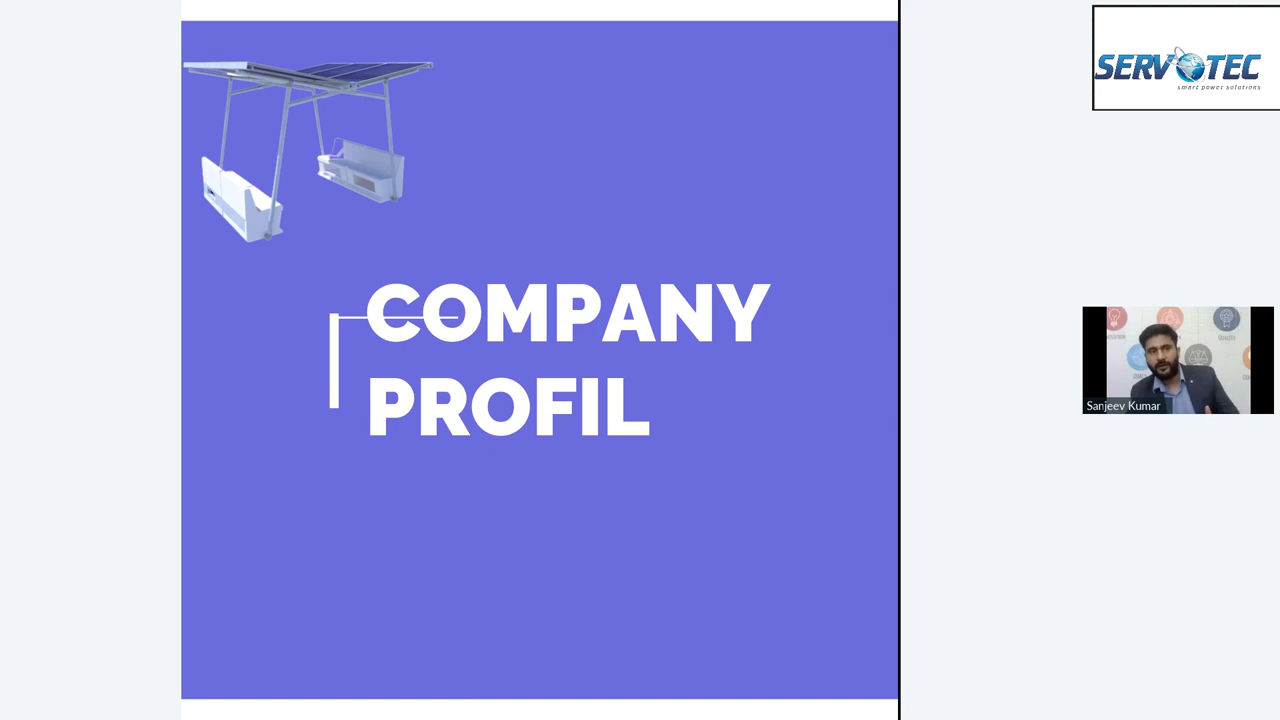 SERVOTEC
smart power solutions
COMPANY
PROFIL
Sanjeev Kumar